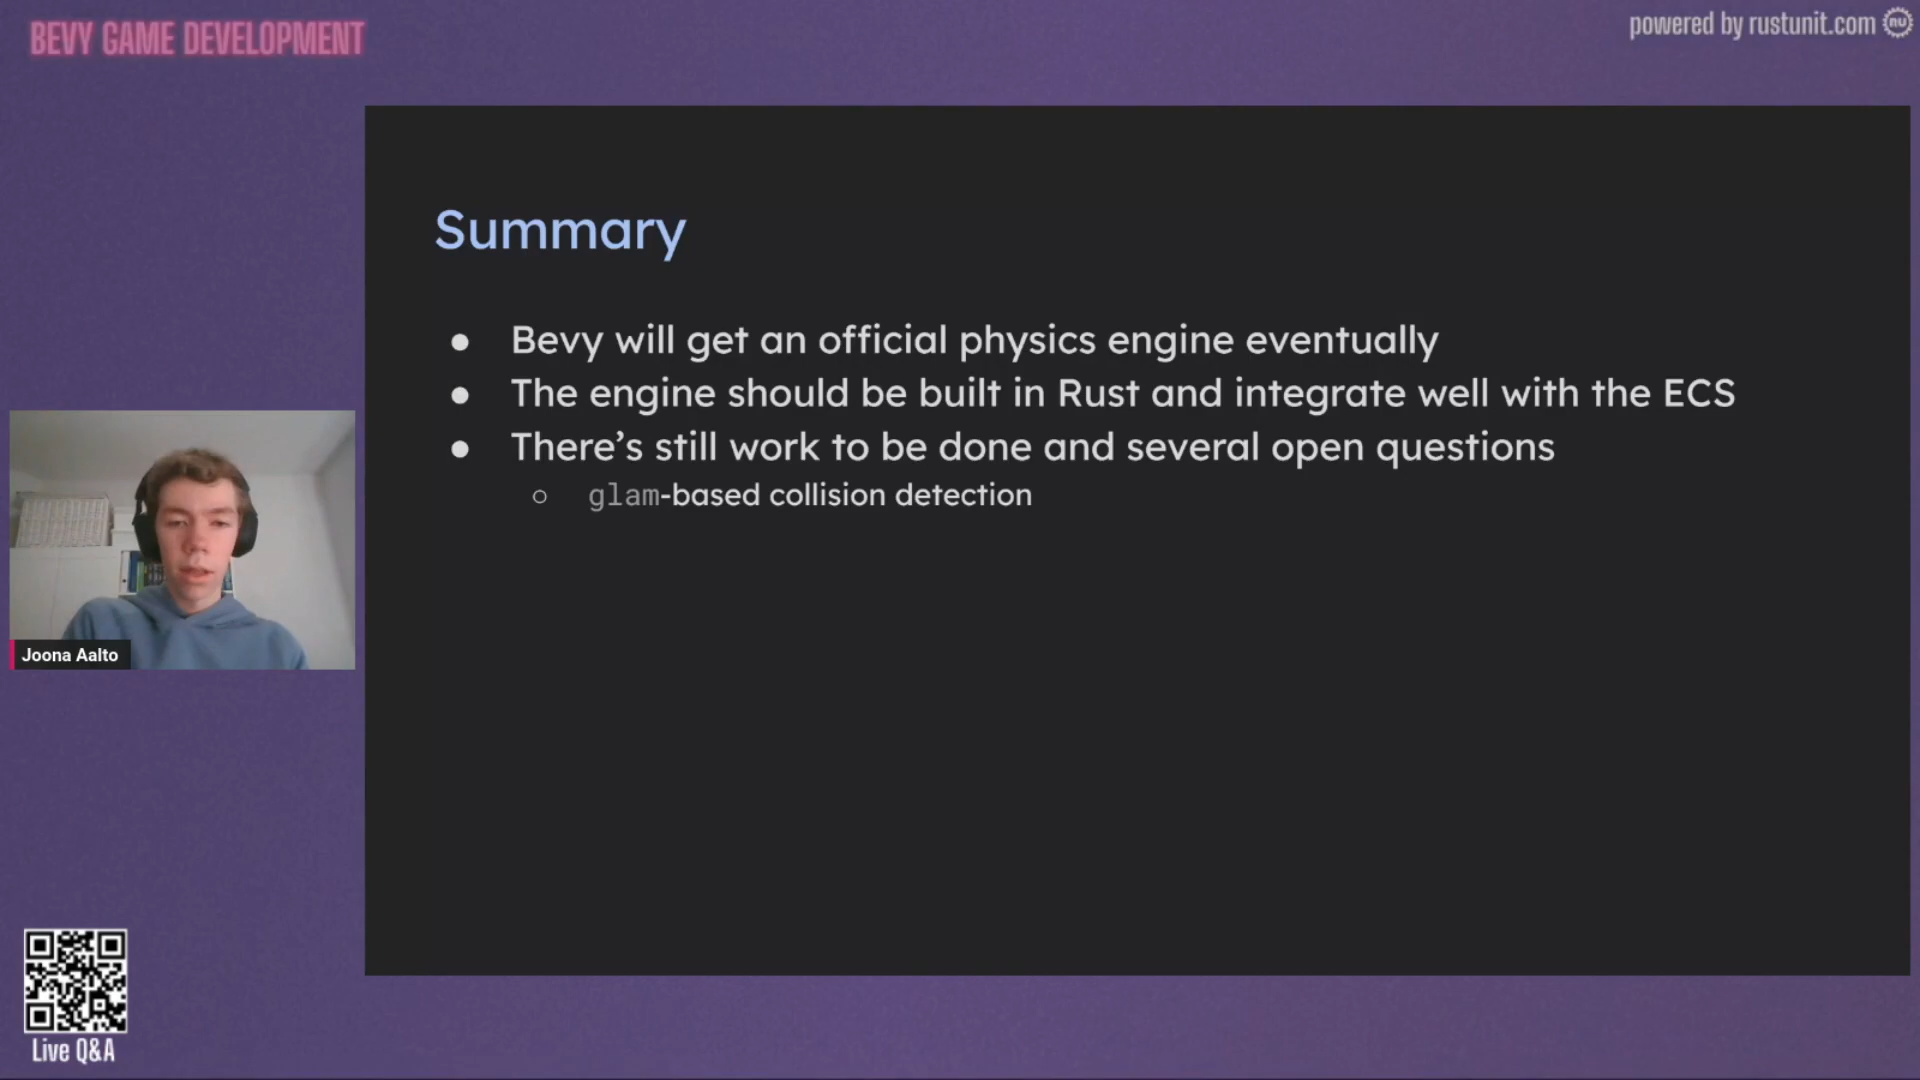 BEVY GAME DEVELOPMENT
powered by rustunit.com
nu
Summary
● Bevy will get an official physics engine eventually
● The engine should be built in Rust and integrate well with the ECS
● There’s still work to be done and several open questions
○ glam-based collision detection
Joona Aalto
Live Q&A